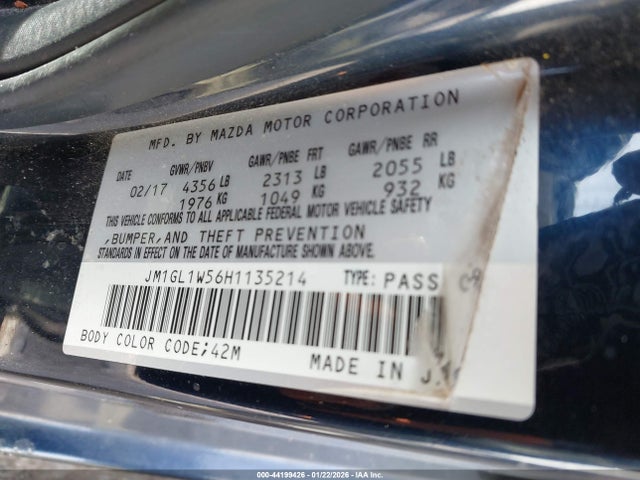 MFD. BY MAZDA MOTOR CORPORATION
DATE GVWR/PNBV GAWR/PNBE FRT GAWR/PNBE RR
02/17 4356 LB 2313 LB 2055 LB
1976 KG 1049 KG 932 KG
THIS VEHICLE CONFORMS TO ALL APPLICABLE FEDERAL MOTOR VEHICLE SAFETY
,BUMPER,AND THEFT PREVENTION
STANDARDS IN EFFECT ON THE DATE OF MANUFACTURE SHOWN ABOVE.
JM1GL1W56H1135214 TYPE: PASS
BODY COLOR CODE;42M
MADE IN
000-44199426 - 01/22/2026 - © IAA Holdings, LLC